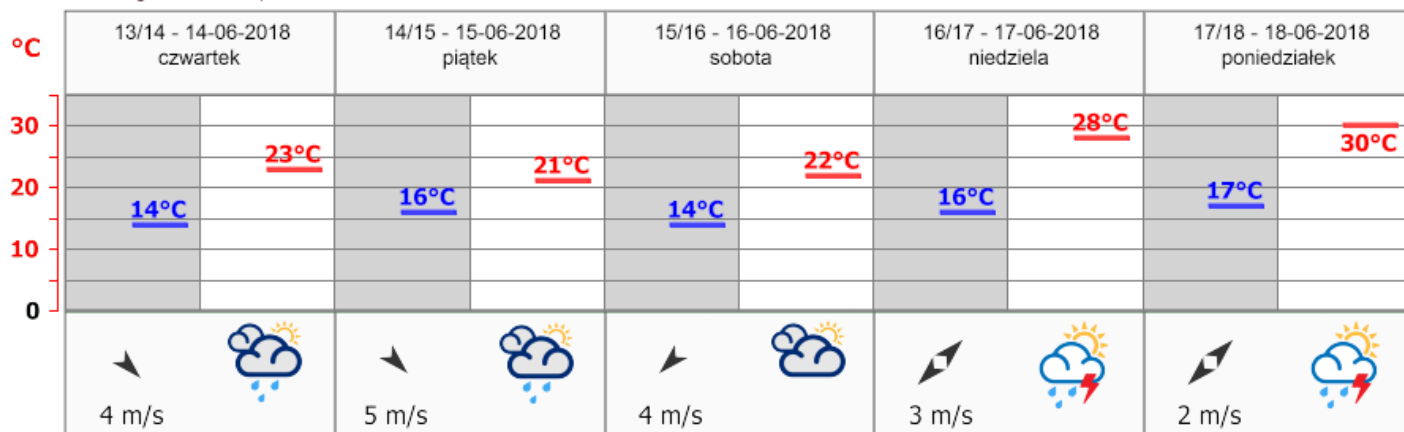 °C
13/14 - 14-06-2018
czwartek
14/15 - 15-06-2018
piątek
15/16 - 16-06-2018
sobota
16/17 - 17-06-2018
niedziela
17/18 - 18-06-2018
poniedziałek
30
20
10
0
14°C
23°C
16°C
21°C
14°C
22°C
16°C
28°C
17°C
30°C
4 m/s
5 m/s
4 m/s
3 m/s
2 m/s